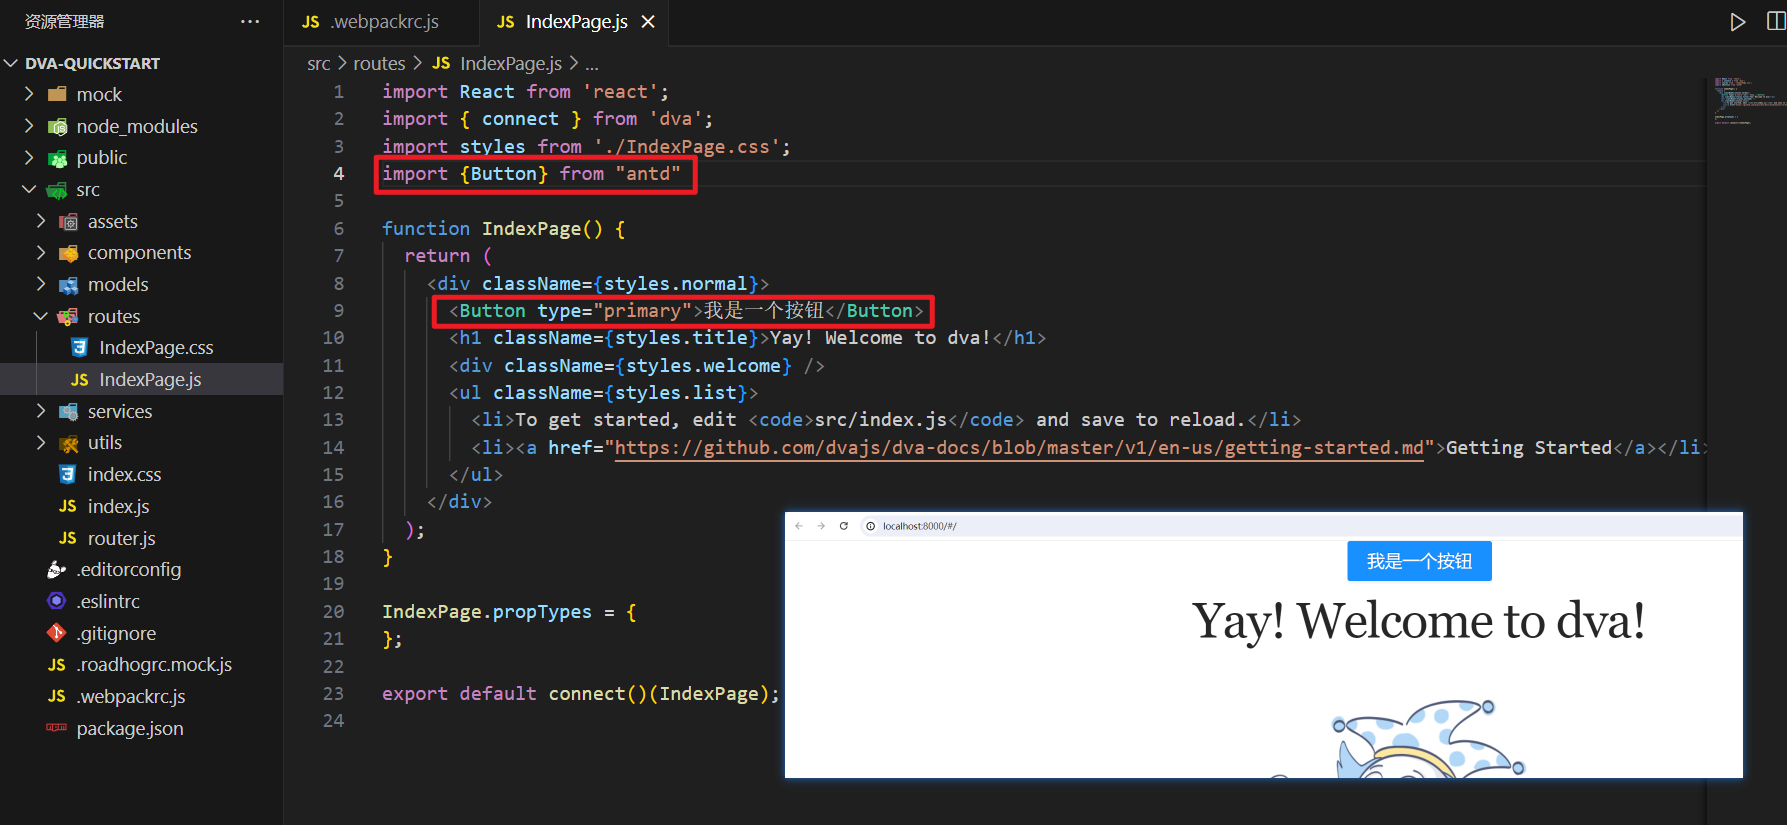 资源管理器 ···
DVA-QUICKSTART
mock
node_modules
public
src
assets
components
models
routes
IndexPage.css
JS IndexPage.js
services
utils
index.css
JS index.js
JS router.js
.editorconfig
.eslintrc
.gitignore
JS .roadhogrc.mock.js
JS .webpackrc.js
npm package.json
JS .webpackrc.js
JS IndexPage.js
src > routes > JS IndexPage.js > ...
1 import React from 'react';
2 import { connect } from 'dva';
3 import styles from './IndexPage.css';
4 import {Button} from "antd"
5
6 function IndexPage() {
7 return (
8 <div className={styles.normal}>
9 <Button type="primary">我是一个按钮</Button>
10 <h1 className={styles.title}>Yay! Welcome to dva!</h1>
11 <div className={styles.welcome} />
12 <ul className={styles.list}>
13 <li>To get started, edit <code>src/index.js</code> and save to reload.</li>
14 <li><a href="https://github.com/dvajs/dva-docs/blob/master/v1/en-us/getting-started.md">Getting Started</a></li>
15 </ul>
16 </div>
17 );
18 }
19
20 IndexPage.propTypes = {
21 };
22
23 export default connect()(IndexPage);
24
localhost:8000/#/
我是一个按钮
Yay! Welcome to dva!